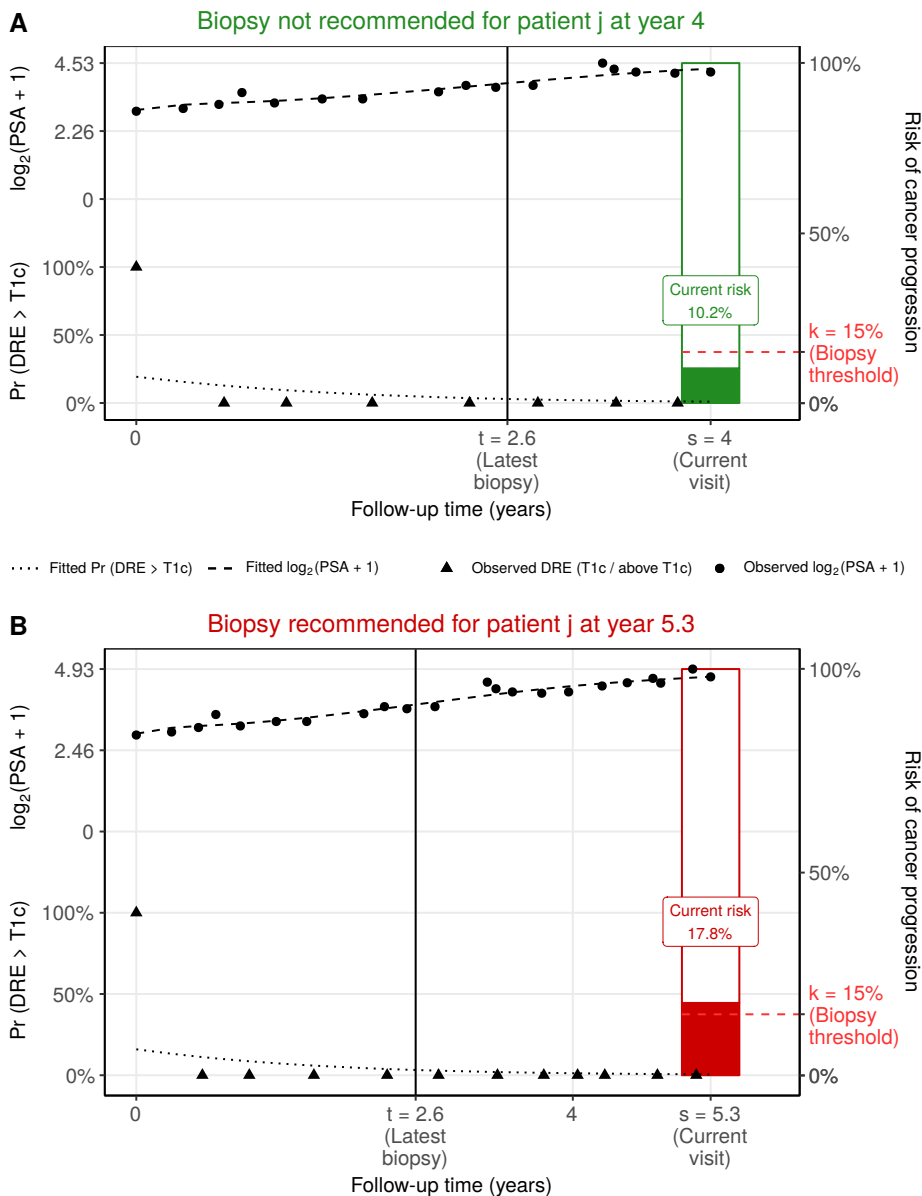 A
Biopsy not recommended for patient j at year 4
log₂(PSA + 1)
Pr (DRE > T1c)
4.53
2.26
0
100%
50%
0%
100%
50%
0%
Risk of cancer progression
Current risk
10.2%
k = 15%
(Biopsy
threshold)
0
t = 2.6
(Latest
biopsy)
s = 4
(Current
visit)
Follow-up time (years)
Fitted Pr (DRE > T1c)
Fitted log₂(PSA + 1)
Observed DRE (T1c / above T1c)
Observed log₂(PSA + 1)
B
Biopsy recommended for patient j at year 5.3
log₂(PSA + 1)
Pr (DRE > T1c)
4.93
2.46
0
100%
50%
0%
100%
50%
0%
Risk of cancer progression
Current risk
17.8%
k = 15%
(Biopsy
threshold)
0
t = 2.6
(Latest
biopsy)
4
s = 5.3
(Current
visit)
Follow-up time (years)